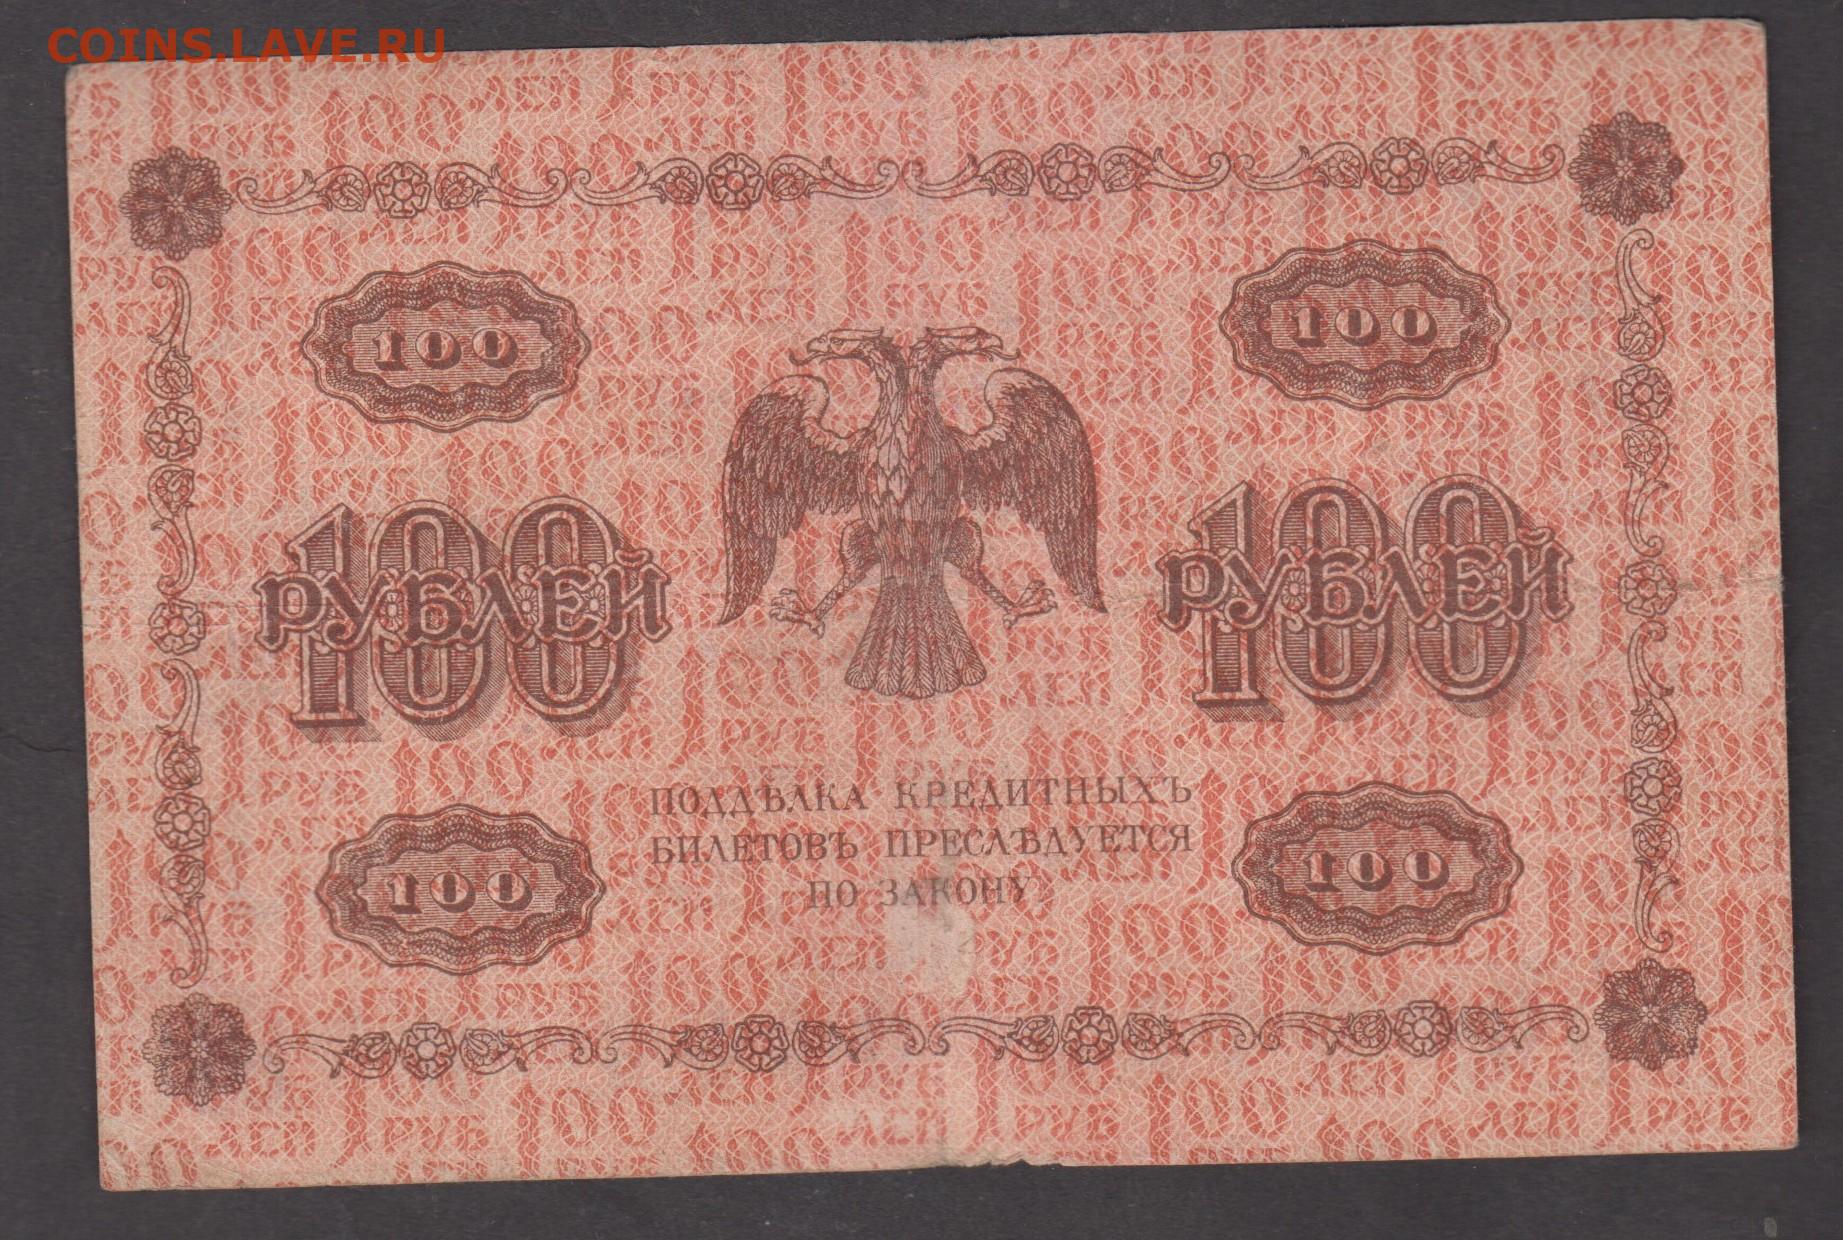 COINS.LAVE.RU
100
100
100 100
РУБЛЕЙ РУБЛЕЙ
ПОДДѢЛКА КРЕДИТНЫХЪ
БИЛЕТОВЪ ПРЕСЛѢДУЕТСЯ
ПО ЗАКОНУ.
100
100